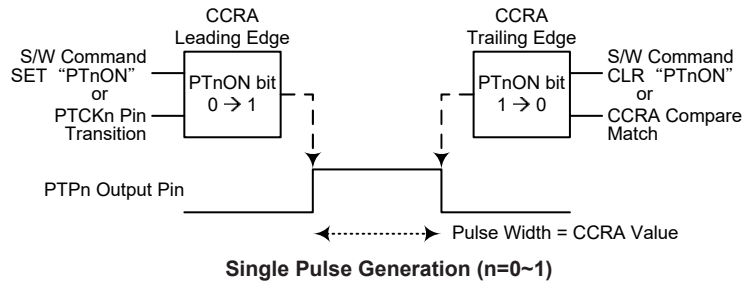 CCRA
Leading Edge
S/W Command
SET “PTnON”
or
PTCKn Pin
Transition
PTnON bit
0 → 1
CCRA
Trailing Edge
PTnON bit
1 → 0
S/W Command
CLR “PTnON”
or
CCRA Compare
Match
PTPn Output Pin
Pulse Width = CCRA Value
Single Pulse Generation (n=0~1)